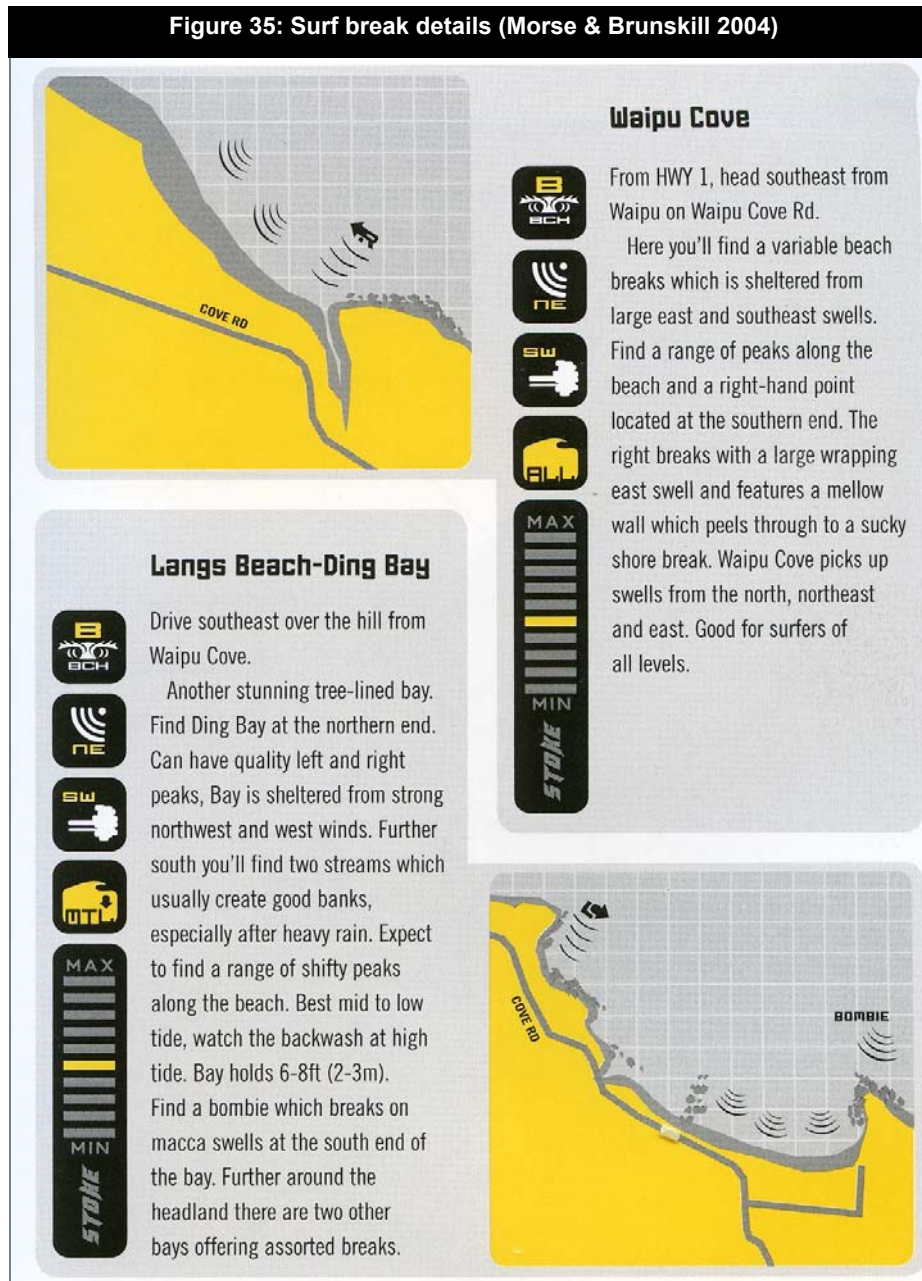 Figure 35: Surf break details (Morse & Brunskill 2004)
COVE RD
R
Waipu Cove
B
BCH
NE
SW
ALL
MAX
MIN
STOKE
From HWY 1, head southeast from
Waipu on Waipu Cove Rd.
Here you'll find a variable beach
breaks which is sheltered from
large east and southeast swells.
Find a range of peaks along the
beach and a right-hand point
located at the southern end. The
right breaks with a large wrapping
east swell and features a mellow
wall which peels through to a sucky
shore break. Waipu Cove picks up
swells from the north, northeast
and east. Good for surfers of
all levels.
Langs Beach-Ding Bay
B
BCH
NE
SW
MTL
MAX
MIN
STOKE
Drive southeast over the hill from
Waipu Cove.
Another stunning tree-lined bay.
Find Ding Bay at the northern end.
Can have quality left and right
peaks, Bay is sheltered from strong
northwest and west winds. Further
south you'll find two streams which
usually create good banks,
especially after heavy rain. Expect
to find a range of shifty peaks
along the beach. Best mid to low
tide, watch the backwash at high
tide. Bay holds 6-8ft (2-3m).
Find a bombie which breaks on
macca swells at the south end of
the bay. Further around the
headland there are two other
bays offering assorted breaks.
L
COVE RD
BOMBIE